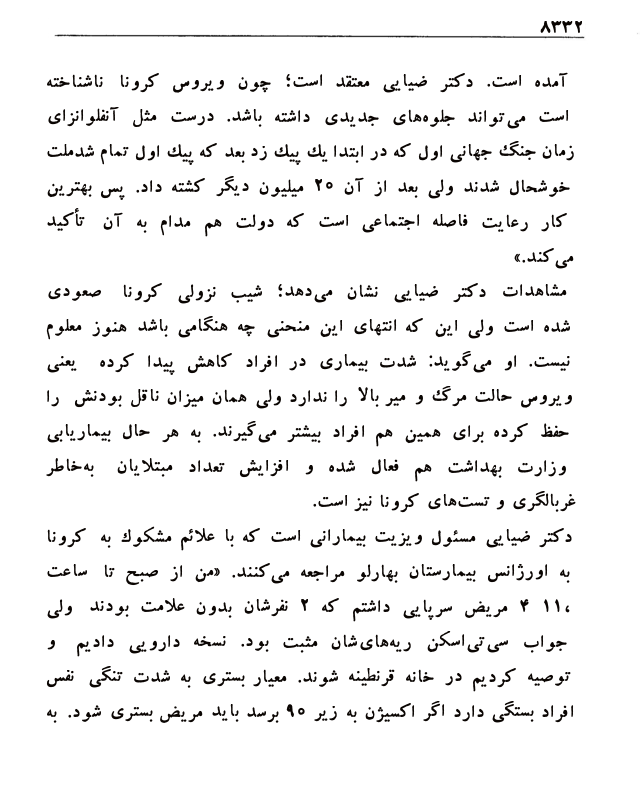 ۸۳۳۲
آمده است. دکتر ضیایی معتقد است؛ چون ویروس کرونا ناشناخته
است می‌تواند جلوه‌های جدیدی داشته باشد. درست مثل آنفلوانزای
زمان جنگ جهانی اول که در ابتدا یك پیك زد بعد که پیك اول تمام شدملت
خوشحال شدند ولی بعد از آن ۲۵ میلیون دیگر کشته داد. پس بهترین
کار رعایت فاصله اجتماعی است که دولت هم مدام به آن تأکید
می‌کند.»
مشاهدات دکتر ضیایی نشان می‌دهد؛ شیب نزولی کرونا صعودی
شده است ولی این که انتهای این منحنی چه هنگامی باشد هنوز معلوم
نیست. او می‌گوید: شدت بیماری در افراد کاهش پیدا کرده یعنی
ویروس حالت مرگ و میر بالا را ندارد ولی همان میزان ناقل بودنش را
حفظ کرده برای همین هم افراد بیشتر می‌گیرند. به هر حال بیماریابی
وزارت بهداشت هم فعال شده و افزایش تعداد مبتلایان به‌خاطر
غربالگری و تست‌های کرونا نیز است.
دکتر ضیایی مسئول ویزیت بیمارانی است که با علائم مشکوك به کرونا
به اورژانس بیمارستان بهارلو مراجعه می‌کنند. «من از صبح تا ساعت
۱۱، ۴ مریض سرپایی داشتم که ۲ نفرشان بدون علامت بودند ولی
جواب سی‌تی‌اسکن ریه‌های‌شان مثبت بود. نسخه دارویی دادیم و
توصیه کردیم در خانه قرنطینه شوند. معیار بستری به شدت تنگی نفس
افراد بستگی دارد اگر اکسیژن به زیر ۹۰ برسد باید مریض بستری شود. به